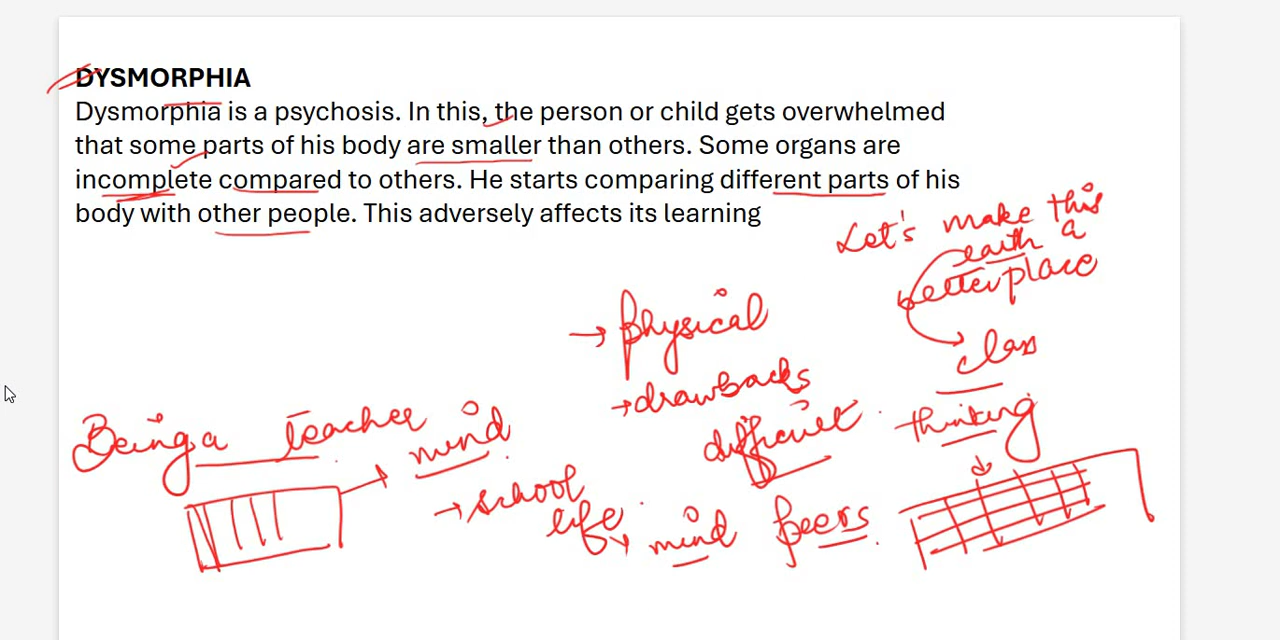 DYSMORPHIA
Dysmorphia is a psychosis. In this, the person or child gets overwhelmed
that some parts of his body are smaller than others. Some organs are
incomplete compared to others. He starts comparing different parts of his
body with other people. This adversely affects its learning
Let's make this
earth a
better place
class
thinking
→ physical
→ drawbacks
difficult
Being a teacher
mind
→ school
life
mind peers